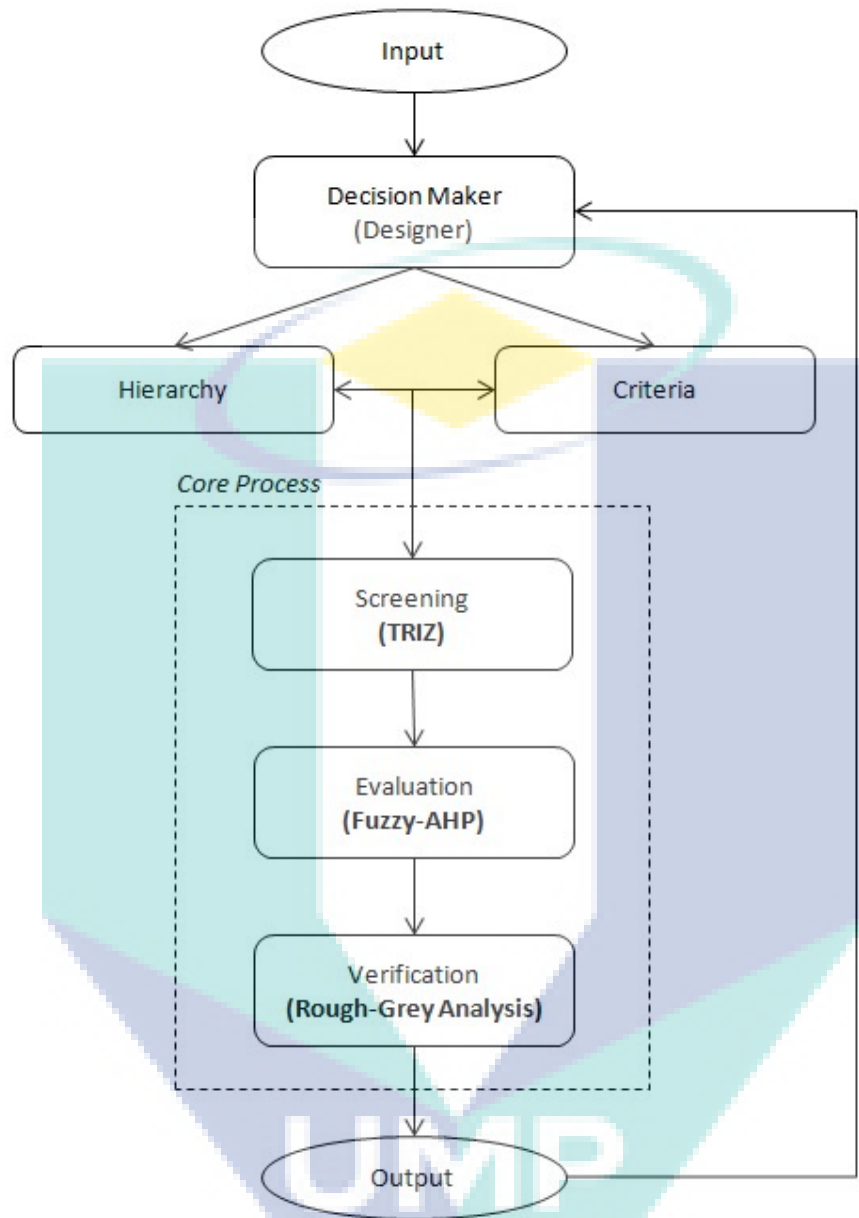 Input
Decision Maker
(Designer)
Hierarchy
Criteria
Core Process
Screening
(TRIZ)
Evaluation
(Fuzzy-AHP)
Verification
(Rough-Grey Analysis)
UMP
Output